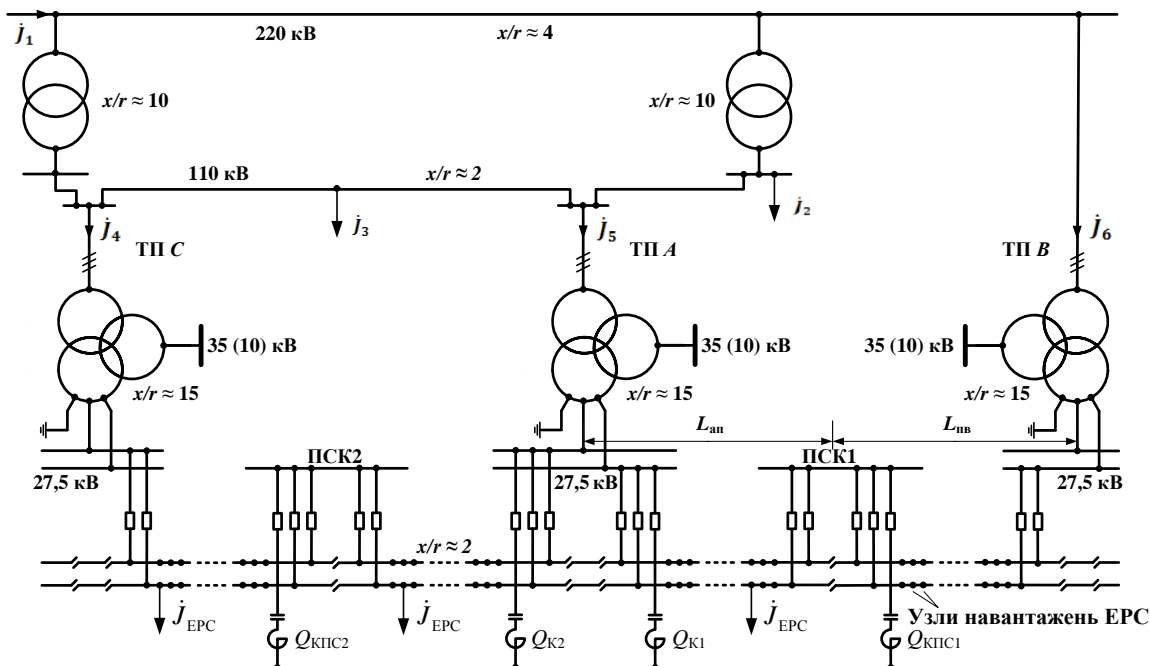 J̇₁
220 кВ
x/r ≈ 4
x/r ≈ 10
x/r ≈ 10
110 кВ
x/r ≈ 2
J̇₂
J̇₃
J̇₄
J̇₅
J̇₆
ТП С
ТП А
ТП В
35 (10) кВ
35 (10) кВ
35 (10) кВ
x/r ≈ 15
x/r ≈ 15
x/r ≈ 15
Lап
Lпв
ПСК2
ПСК1
27,5 кВ
27,5 кВ
27,5 кВ
x/r ≈ 2
J̇ЕРС
J̇ЕРС
J̇ЕРС
Узли навантажень ЕРС
QКПС2
QК2
QК1
QКПС1